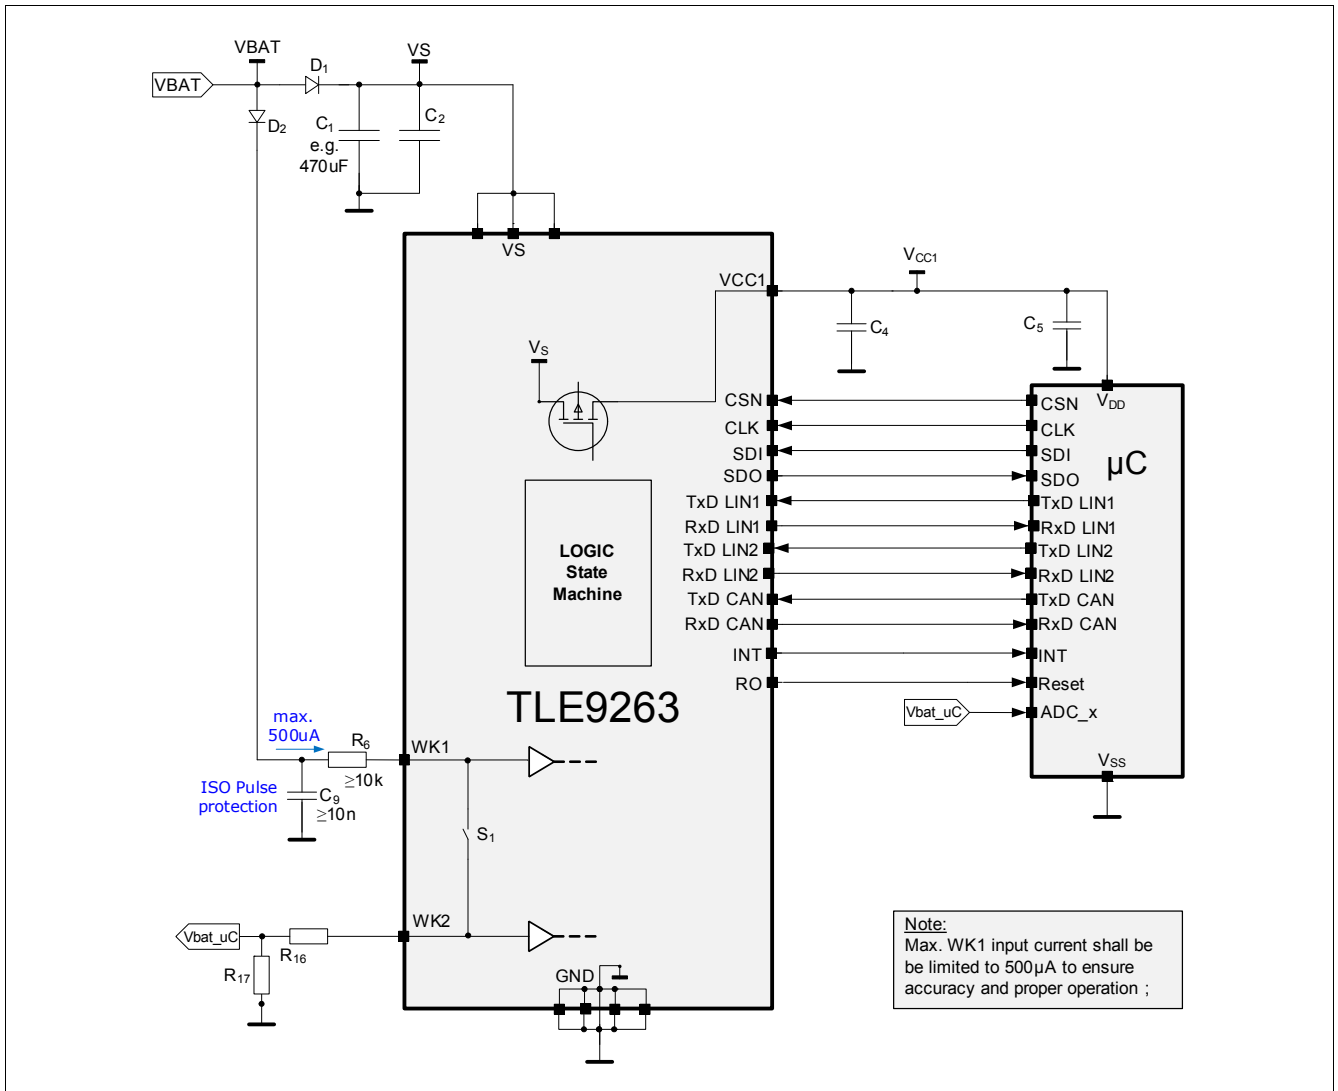 VBAT
VS
D1
VBAT
D2
C1
e.g.
470uF
C2
VS
VCC1
VCC1
C4
C5
VS
CSN
CLK
SDI
SDO
TxD LIN1
RxD LIN1
TxD LIN2
RxD LIN2
TxD CAN
RxD CAN
INT
RO
VDD
CSN
CLK
SDI
µC
SDO
TxD LIN1
RxD LIN1
TxD LIN2
RxD LIN2
TxD CAN
RxD CAN
INT
Reset
Vbat_uC
ADC_x
VSS
LOGIC
State
Machine
TLE9263
max.
500uA
R6
≥10k
WK1
ISO Pulse
protection
C9
≥10n
S1
WK2
Vbat_uC
R16
R17
GND
Note:
Max. WK1 input current shall be
be limited to 500µA to ensure
accuracy and proper operation ;